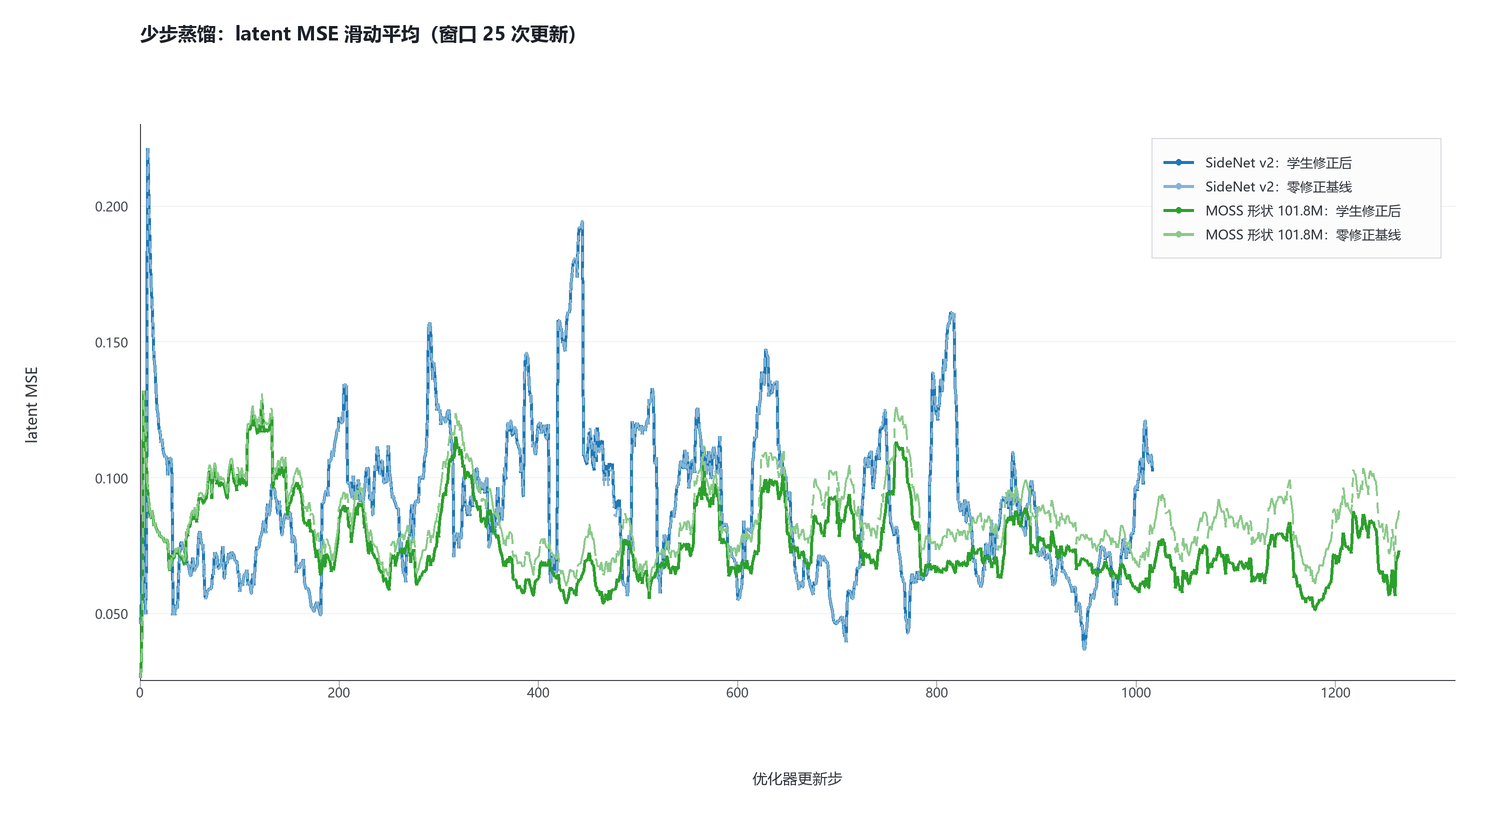 少步蒸馏：latent MSE 滑动平均（窗口 25 次更新）
SideNet v2：学生修正后
SideNet v2：零修正基线
MOSS 形状 101.8M：学生修正后
MOSS 形状 101.8M：零修正基线
latent MSE
0.200
0.150
0.100
0.050
0 200 400 600 800 1000 1200
优化器更新步